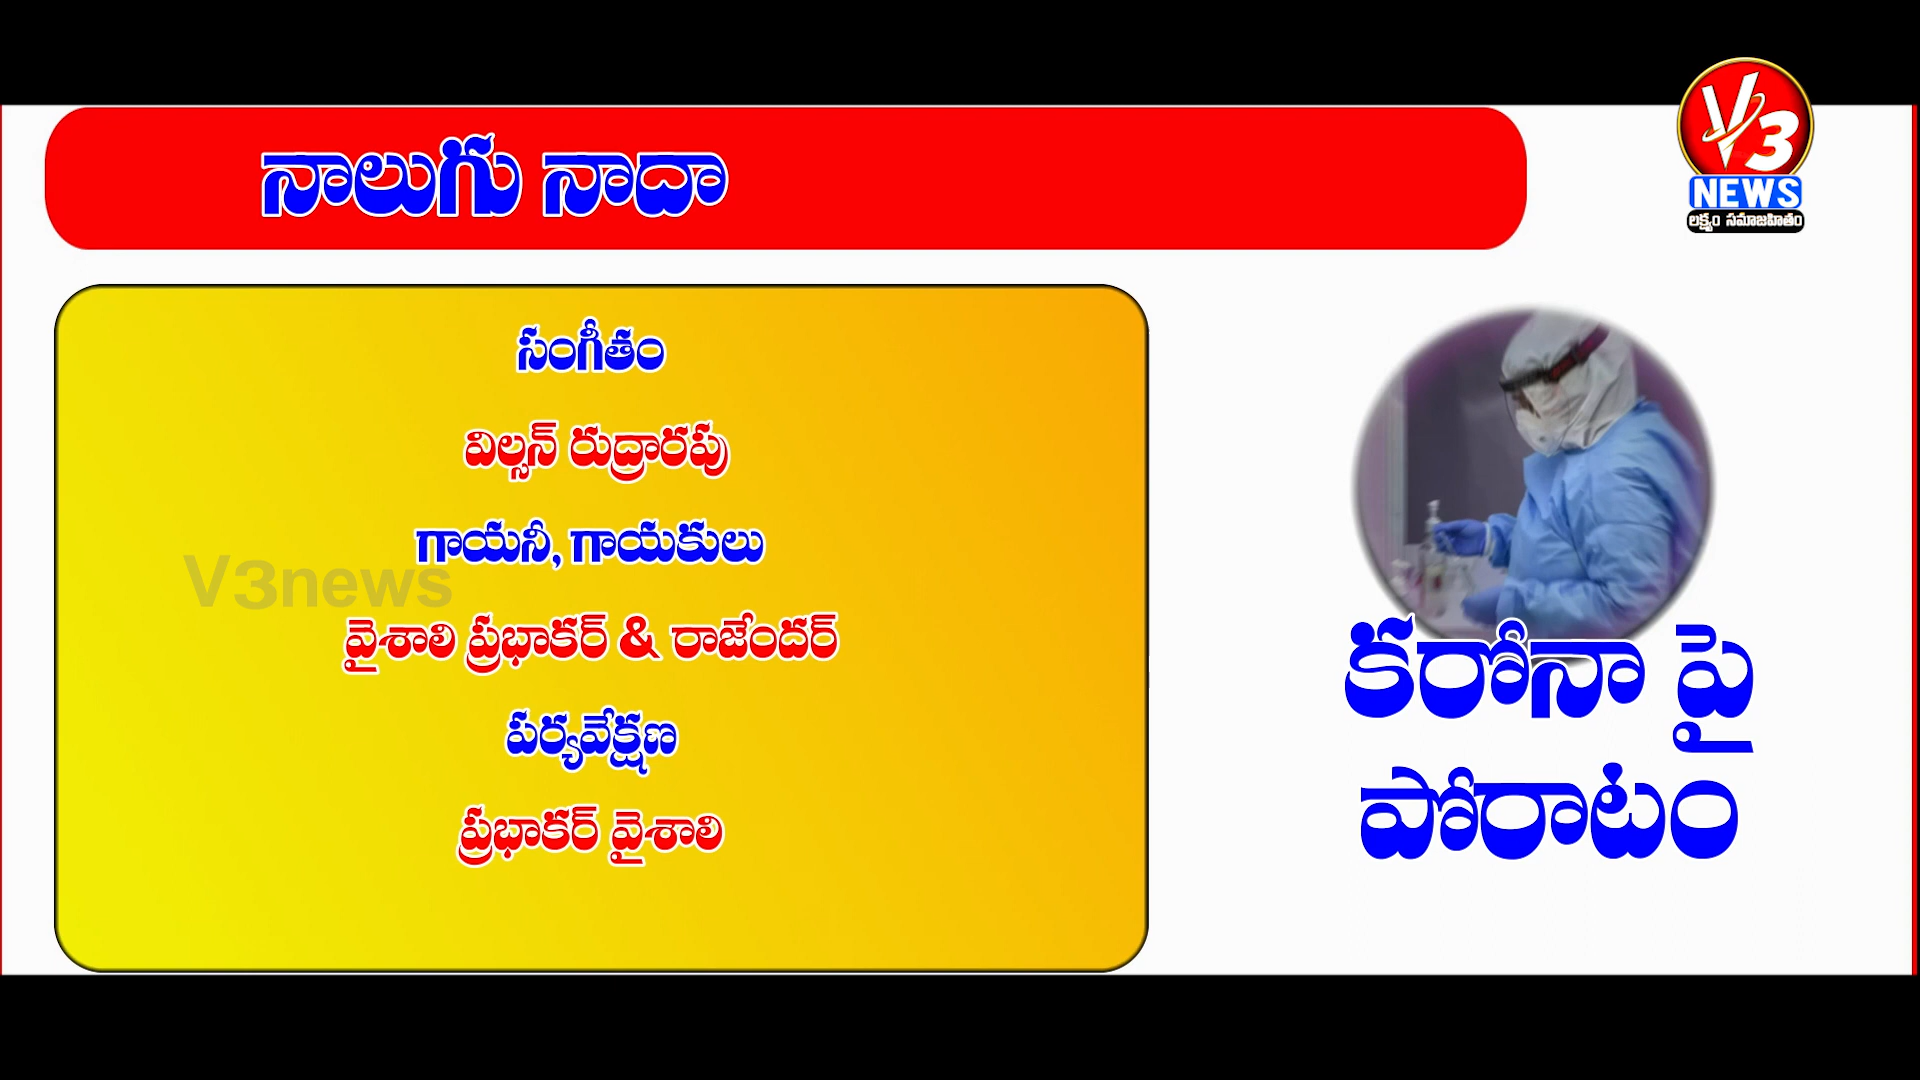 నాలుగు నాదా
V3
NEWS
లక్ష్యం సమాజహితం
సంగీతం
విల్సన్ రుద్రారపు
గాయనీ, గాయకులు
V3news
వైశాలి ప్రభాకర్ & రాజేందర్
పర్యవేక్షణ
ప్రభాకర్ వైశాలి
కరోనా పై
పోరాటం